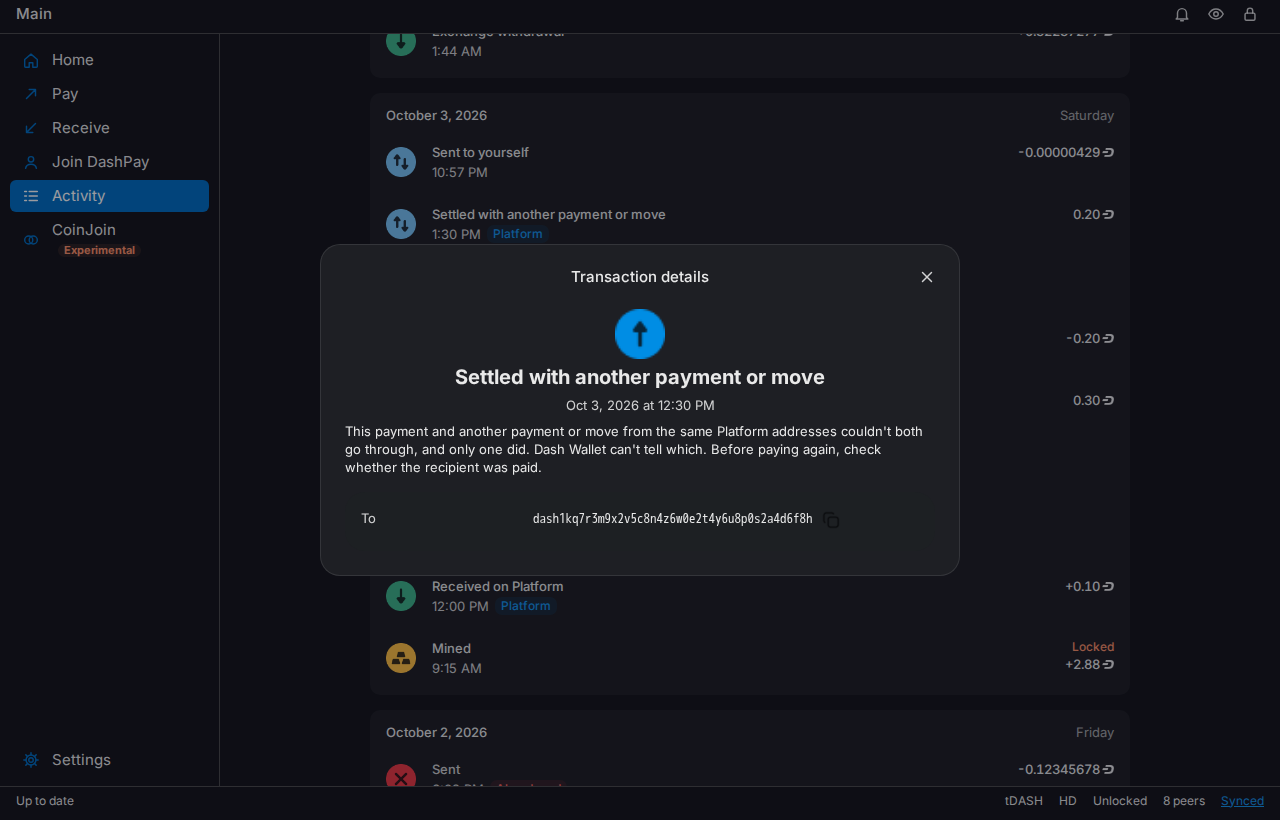 Main
Home
Pay
Receive
Join DashPay
Activity
CoinJoin
Experimental
Settings
1:44 AM
October 3, 2026
Saturday
Sent to yourself
-0.00000429
10:57 PM
Settled with another payment or move
0.20
1:30 PM Platform
Transaction details
Settled with another payment or move
Oct 3, 2026 at 12:30 PM
This payment and another payment or move from the same Platform addresses couldn't both
go through, and only one did. Dash Wallet can't tell which. Before paying again, check
whether the recipient was paid.
To
dash1kq7r3m9x2v5c8n4z6w0e2t4y6u8p0s2a4d6f8h
-0.20
0.30
Received on Platform
+0.10
12:00 PM Platform
Mined
Locked
9:15 AM
+2.88
October 2, 2026
Friday
Sent
-0.12345678
Up to date
tDASH HD Unlocked 8 peers Synced